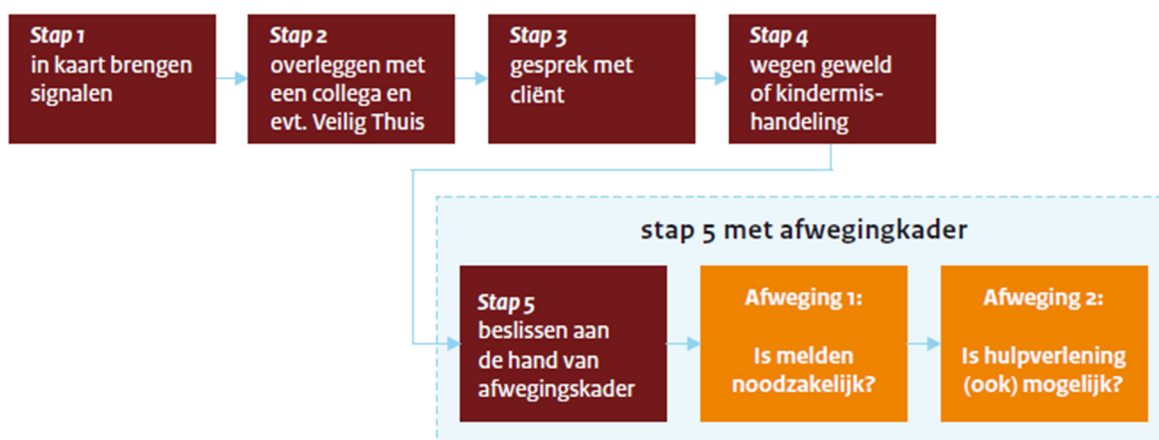 Stap 1
in kaart brengen
signalen
Stap 2
overleggen met
een collega en
evt. Veilig Thuis
Stap 3
gesprek met
cliënt
Stap 4
wegen geweld
of kindermis-
handeling
stap 5 met afwegingkader
Stap 5
beslissen aan
de hand van
afwegingskader
Afweging 1:
Is melden
noodzakelijk?
Afweging 2:
Is hulpverlening
(ook) mogelijk?